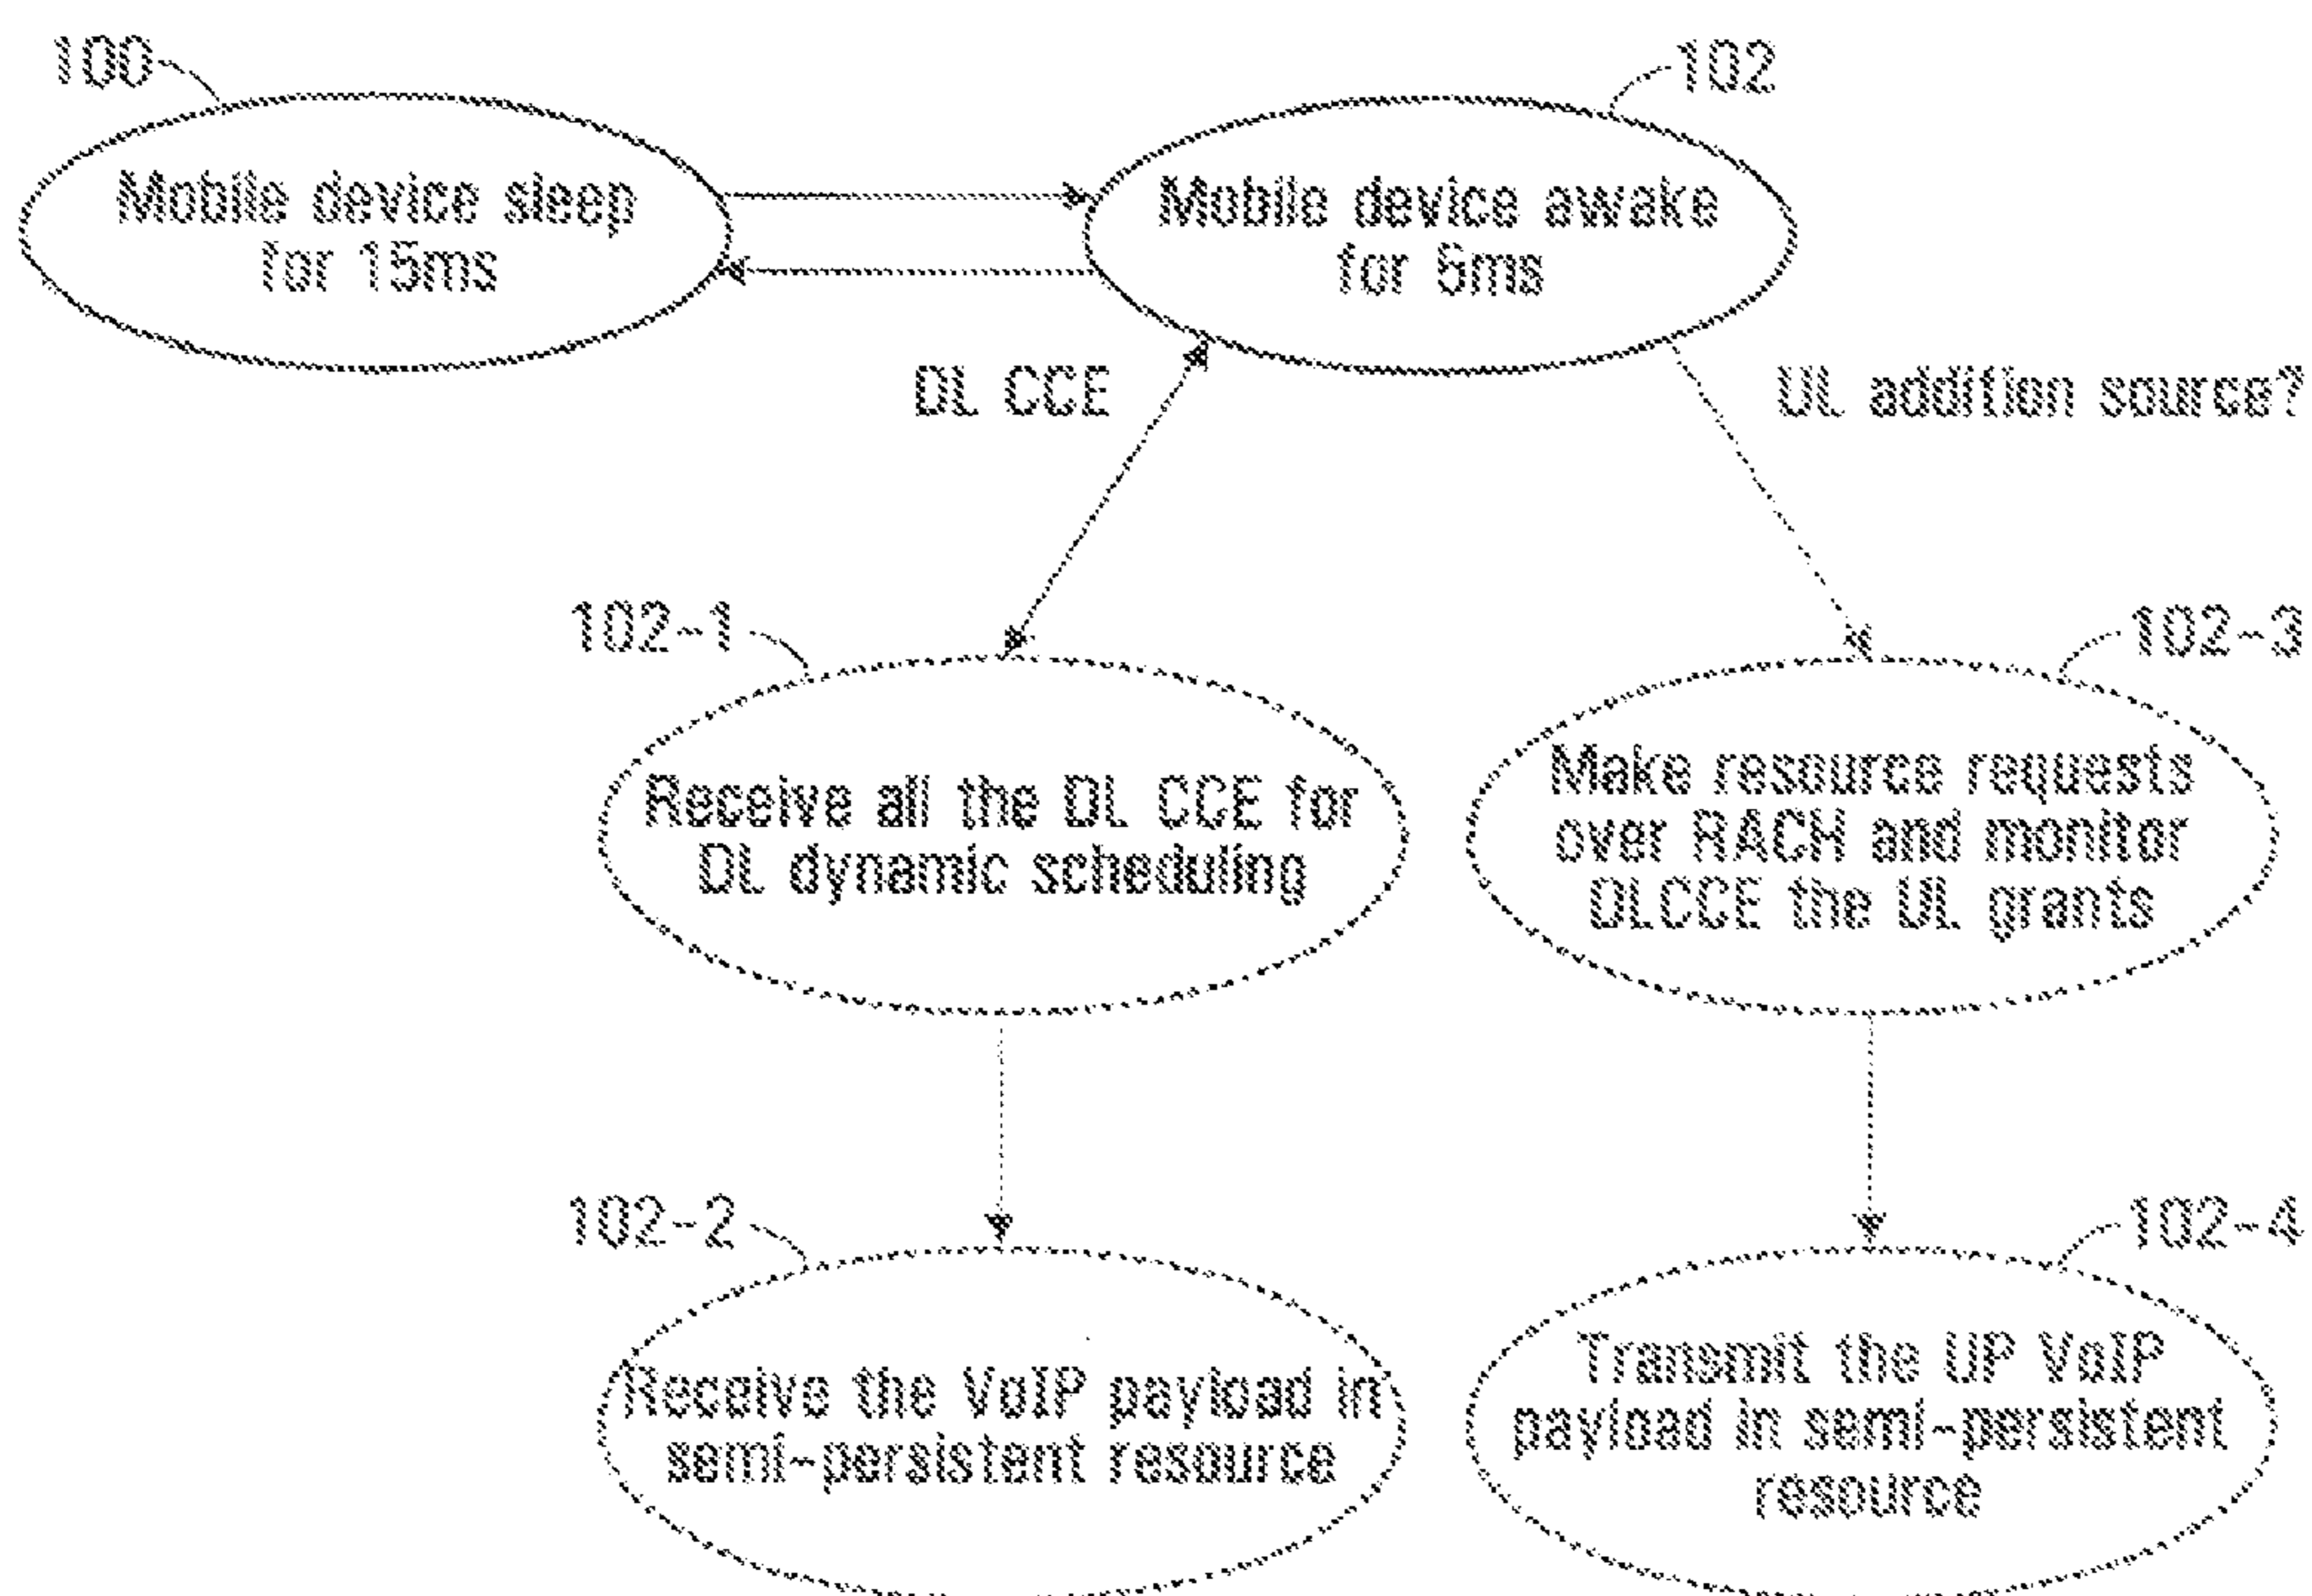 100
102
Mobile device sleep
for 15ms
Mobile device awake
for 5ms
DL CCE
UL addition source?
102-1
102-3
Receive all the DL CCE for
DL dynamic scheduling
Make resource requests
over RACH and monitor
DLCCE the UL grants
102-2
102-4
Receive the VoIP payload in
semi-persistent resource
Transmit the UP VoIP
payload in semi-persistent
resource